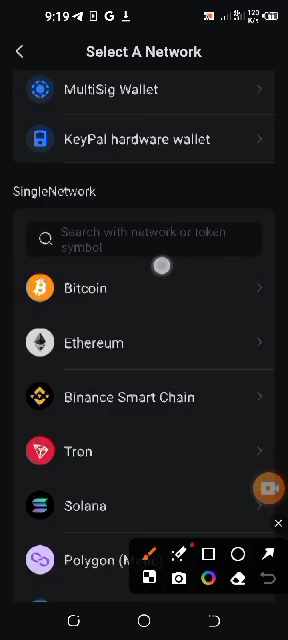 9:19
120
K/s
Select A Network
MultiSig Wallet
KeyPal hardware wallet
SingleNetwork
Search with network or token
symbol
Bitcoin
Ethereum
Binance Smart Chain
Tron
Solana
Polygon